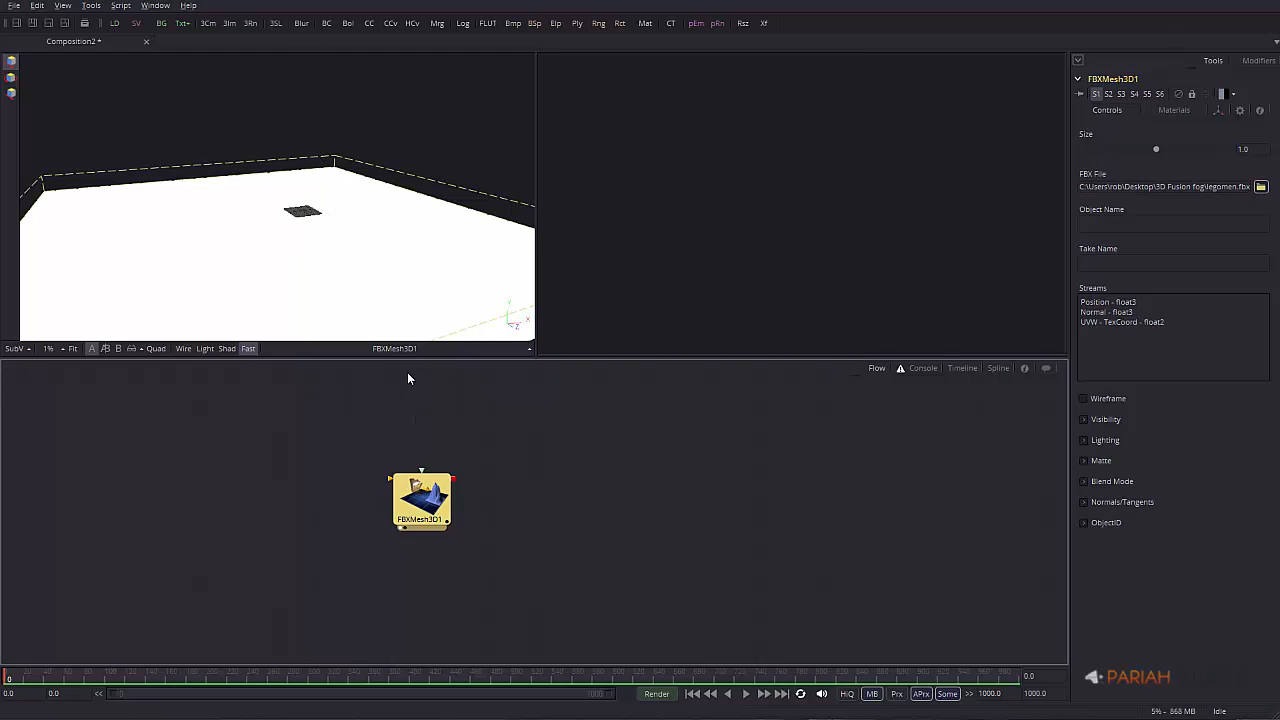 File Edit View Tools Script Window Help
LD SV BG Txt+ 3Cm 3Im 3Rn 3SL Blur BC Bol CC CCv HCv Mrg Log FLUT Bmp BSp Elp Ply Rng Rct Mat CT pEm pRn Rsz Xf
Composition2 *
Tools Modifiers
FBXMesh3D1
S1 S2 S3 S4 S5 S6
Controls Materials
Size
1.0
FBX File
C:\Users\rob\Desktop\3D Fusion fog\legomen.fbx
Object Name
Take Name
Streams
Position - float3
Normal - float3
UVW - TexCoord - float2
Wireframe
Visibility
Lighting
Matte
Blend Mode
Normals/Tangents
ObjectID
Y
X
Z
SubV 1% Fit A B Quad Wire Light Shad Fast FBXMesh3D1
Flow Console Timeline Spline
FBXMesh3D1
0
0.0
0.0 0.0 << 1000 Render HiQ MB Prx APrx Some >> 1000.0 1000.0
PARIAH
5% - 868 MB Idle